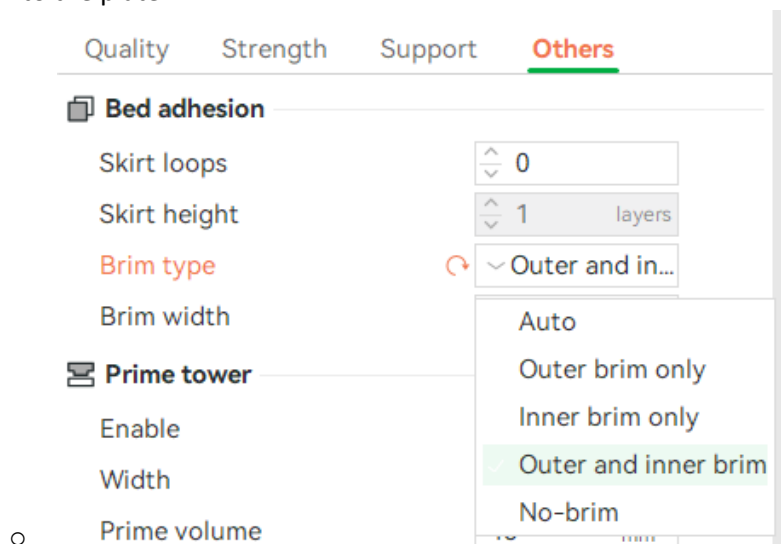 Quality Strength Support Others
Bed adhesion
Skirt loops 0
Skirt height 1 layers
Brim type Outer and in...
Brim width
Auto
Outer brim only
Inner brim only
Outer and inner brim
No-brim
Prime tower
Enable
Width
Prime volume